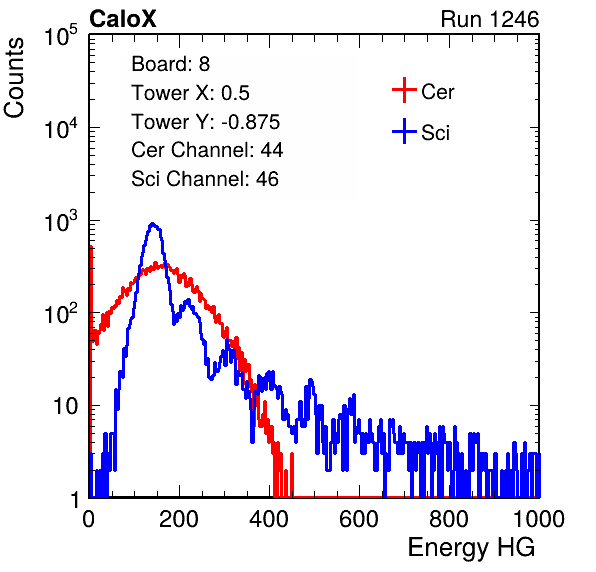 CaloX Run 1246
Counts
10^5
10^4
10^3
10^2
10
1
Board: 8
Tower X: 0.5
Tower Y: -0.875
Cer Channel: 44
Sci Channel: 46
Cer
Sci
0 200 400 600 800 1000
Energy HG